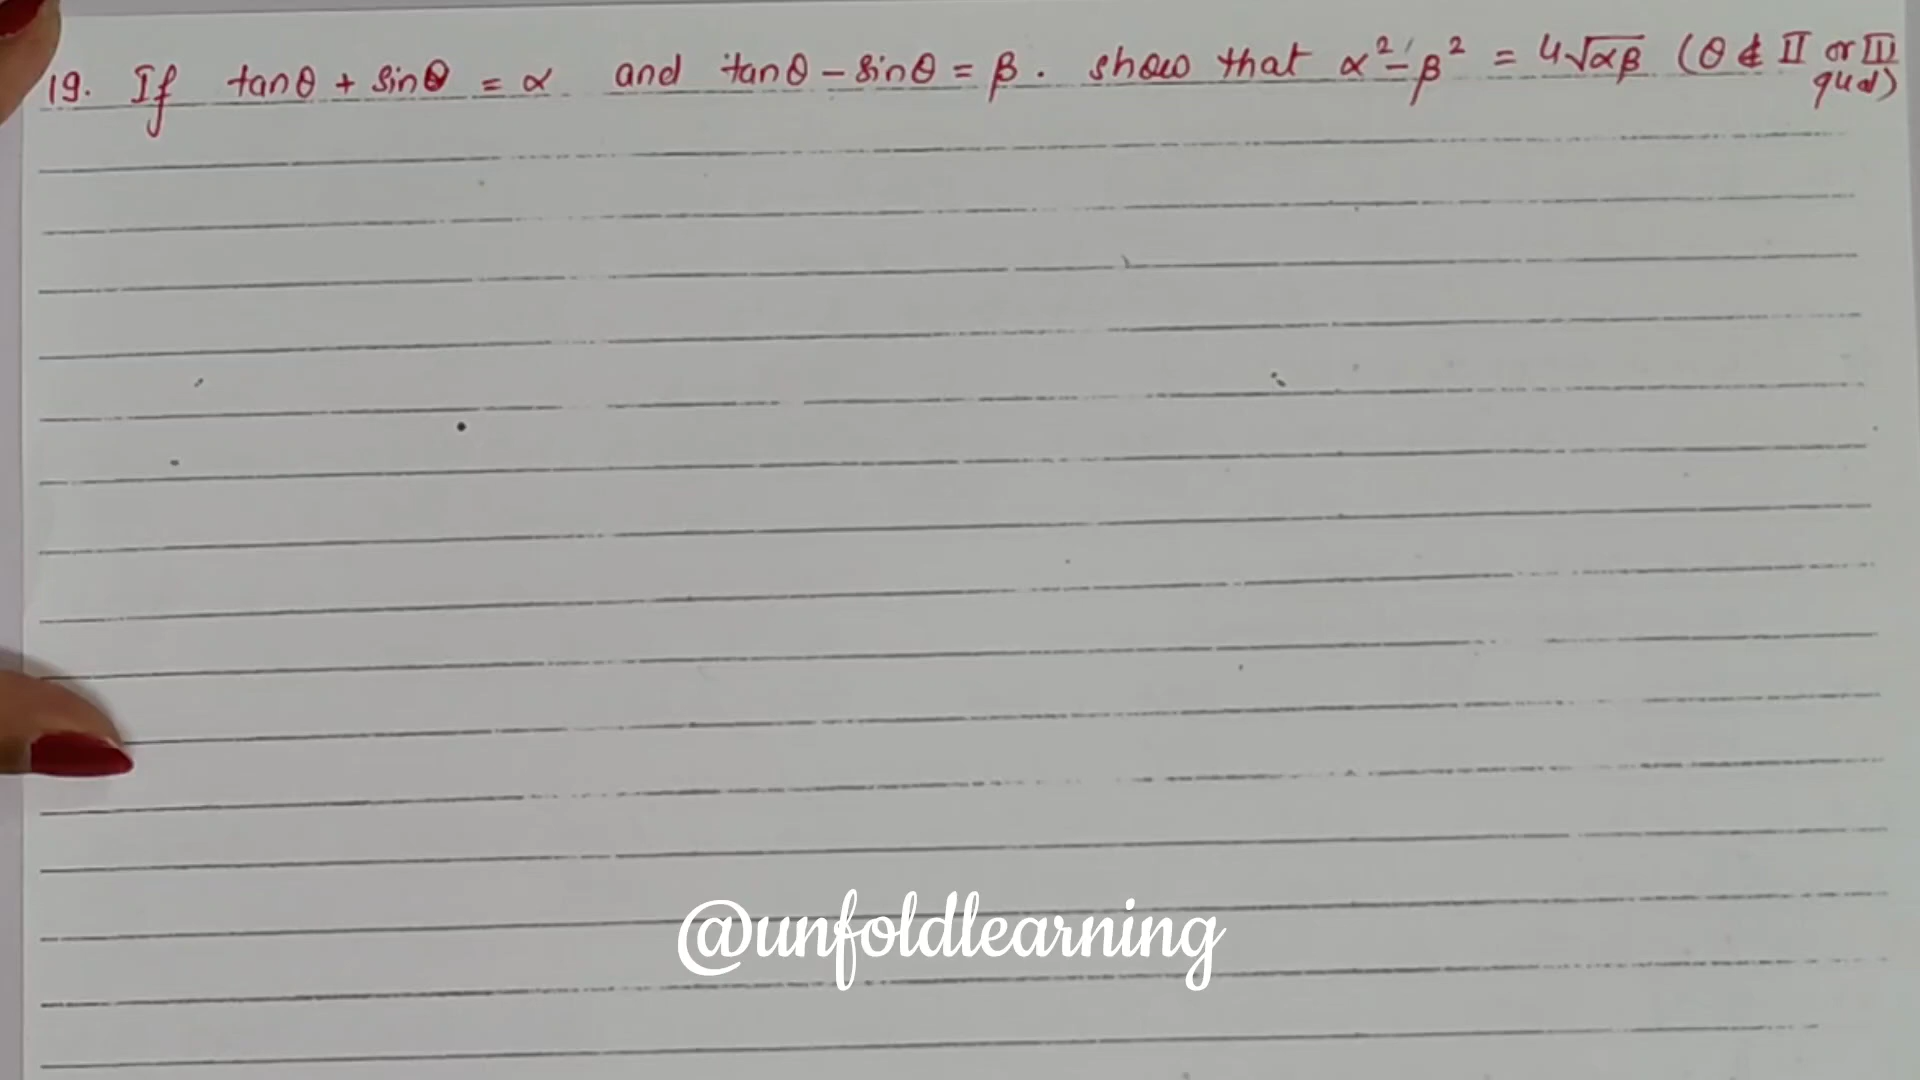 19. If tanθ + sinθ = α and tanθ - sinθ = β. show that α² - β² = 4√αβ (θ ∉ II or III
quad)
@unfoldlearning